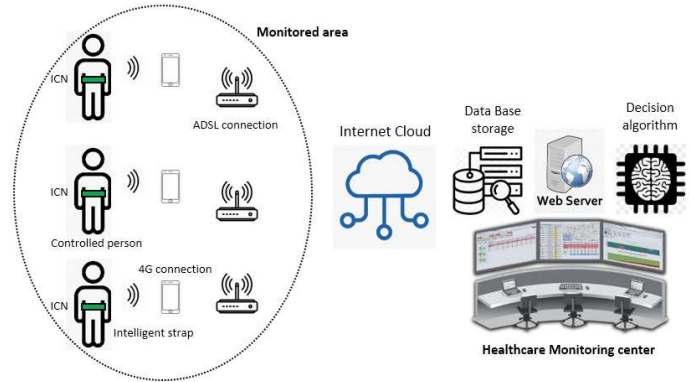 Monitored area
ICN
ADSL connection
ICN
Controlled person
4G connection
ICN
Intelligent strap
Internet Cloud
Data Base
storage
Web Server
Decision
algorithm
Healthcare Monitoring center